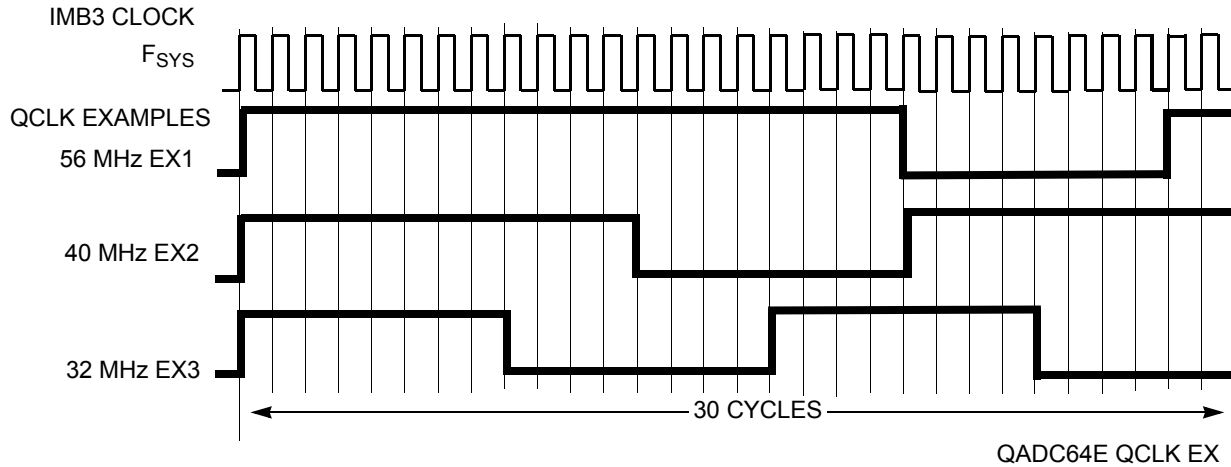 IMB3 CLOCK
FSYS
QCLK EXAMPLES
56 MHz EX1
40 MHz EX2
32 MHz EX3
30 CYCLES
QADC64E QCLK EX